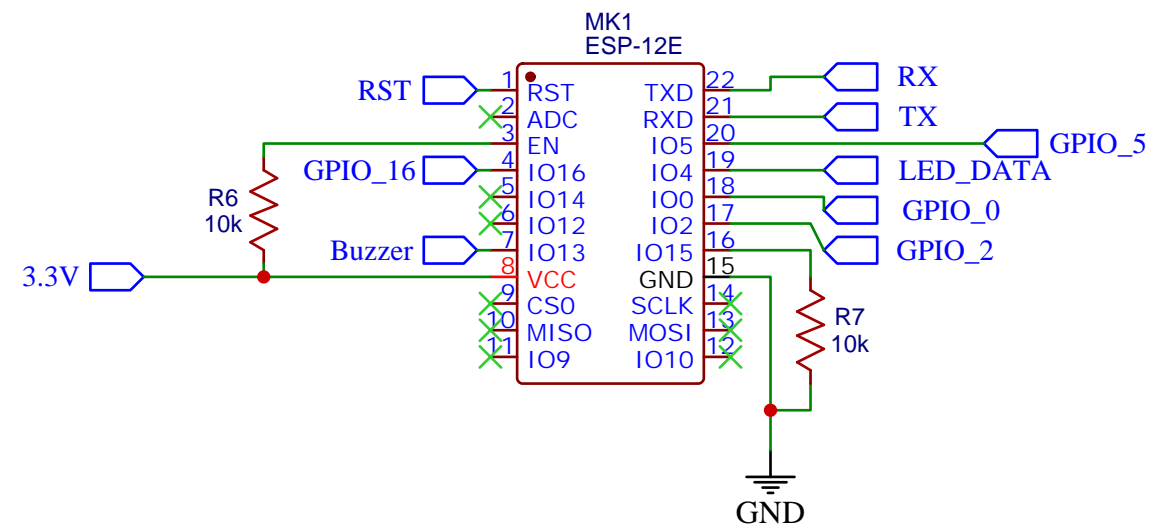 MK1
ESP-12E
RST 1 RST TXD 22 RX
2 ADC RXD 21 TX
3 EN IO5 20 GPIO_5
GPIO_16 4 IO16 IO4 19 LED_DATA
5 IO14 IO0 18 GPIO_0
R6
10k
6 IO12 IO2 17 GPIO_2
Buzzer 7 IO13 IO15 16
3.3V 8 VCC GND 15
9 CS0 SCLK 14
10 MISO MOSI 13
R7
10k
11 IO9 IO10 12
GND